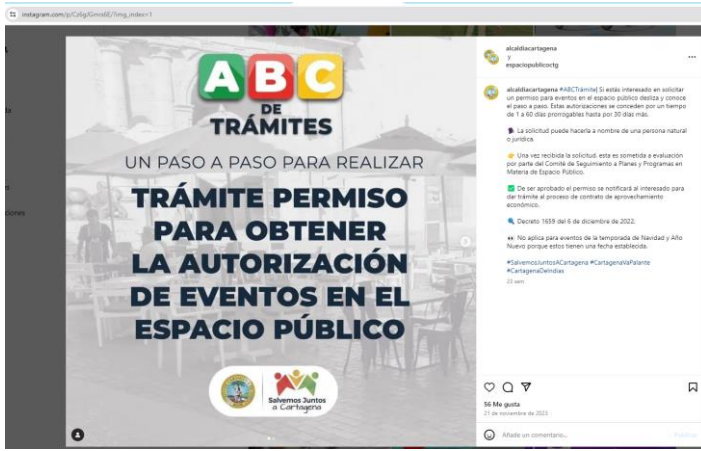 ABC
DE
TRÁMITES
UN PASO A PASO PARA REALIZAR
TRÁMITE PERMISO
PARA OBTENER
LA AUTORIZACIÓN
DE EVENTOS EN EL
ESPACIO PÚBLICO
Salvemos Juntos
a Cartagena
alcaldiacartagena
y
espaciopublicoctg
alcaldiacartagena #ABCTrámite| Si estás interesado en solicitar
un permiso para eventos en el espacio público desliza y conoce
el paso a paso. Estas autorizaciones se conceden por un tiempo
de 1 a 60 días prorrogables hasta por 30 días más.
La solicitud puede hacerla a nombre de una persona natural
o jurídica.
Una vez recibida la solicitud, esta es sometida a evaluación
por parte del Comité de Seguimiento a Planes y Programas en
Materia de Espacio Público.
De ser aprobado el permiso se notificará al interesado para
dar trámite al proceso de contrato de aprovechamiento
económico.
Decreto 1659 del 6 de diciembre de 2022.
No aplica para eventos de la temporada de Navidad y Año
Nuevo porque estos tienen una fecha establecida.
#SalvemosJuntosACartagena #CartagenaVaPalante
#CartagenaDeIndias
23 sem
56 Me gusta
21 de noviembre de 2023
Añade un comentario...